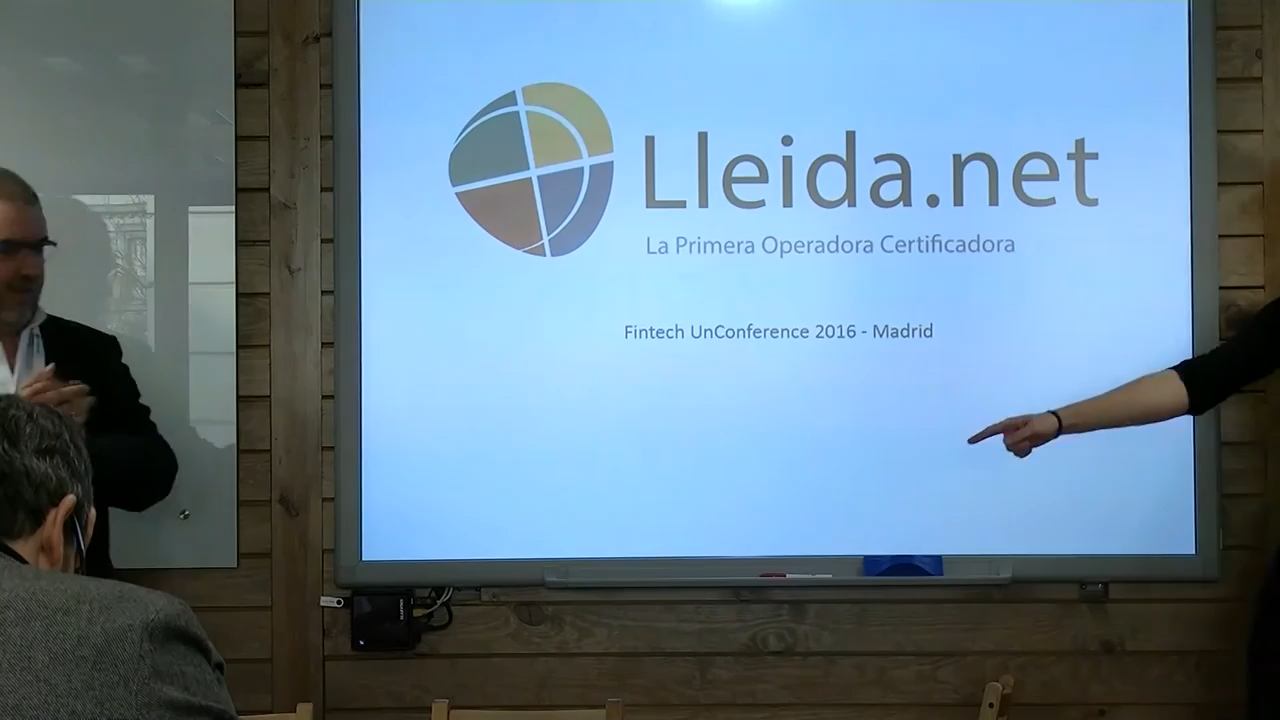 Lleida.net
La Primera Operadora Certificadora
Fintech UnConference 2016 - Madrid